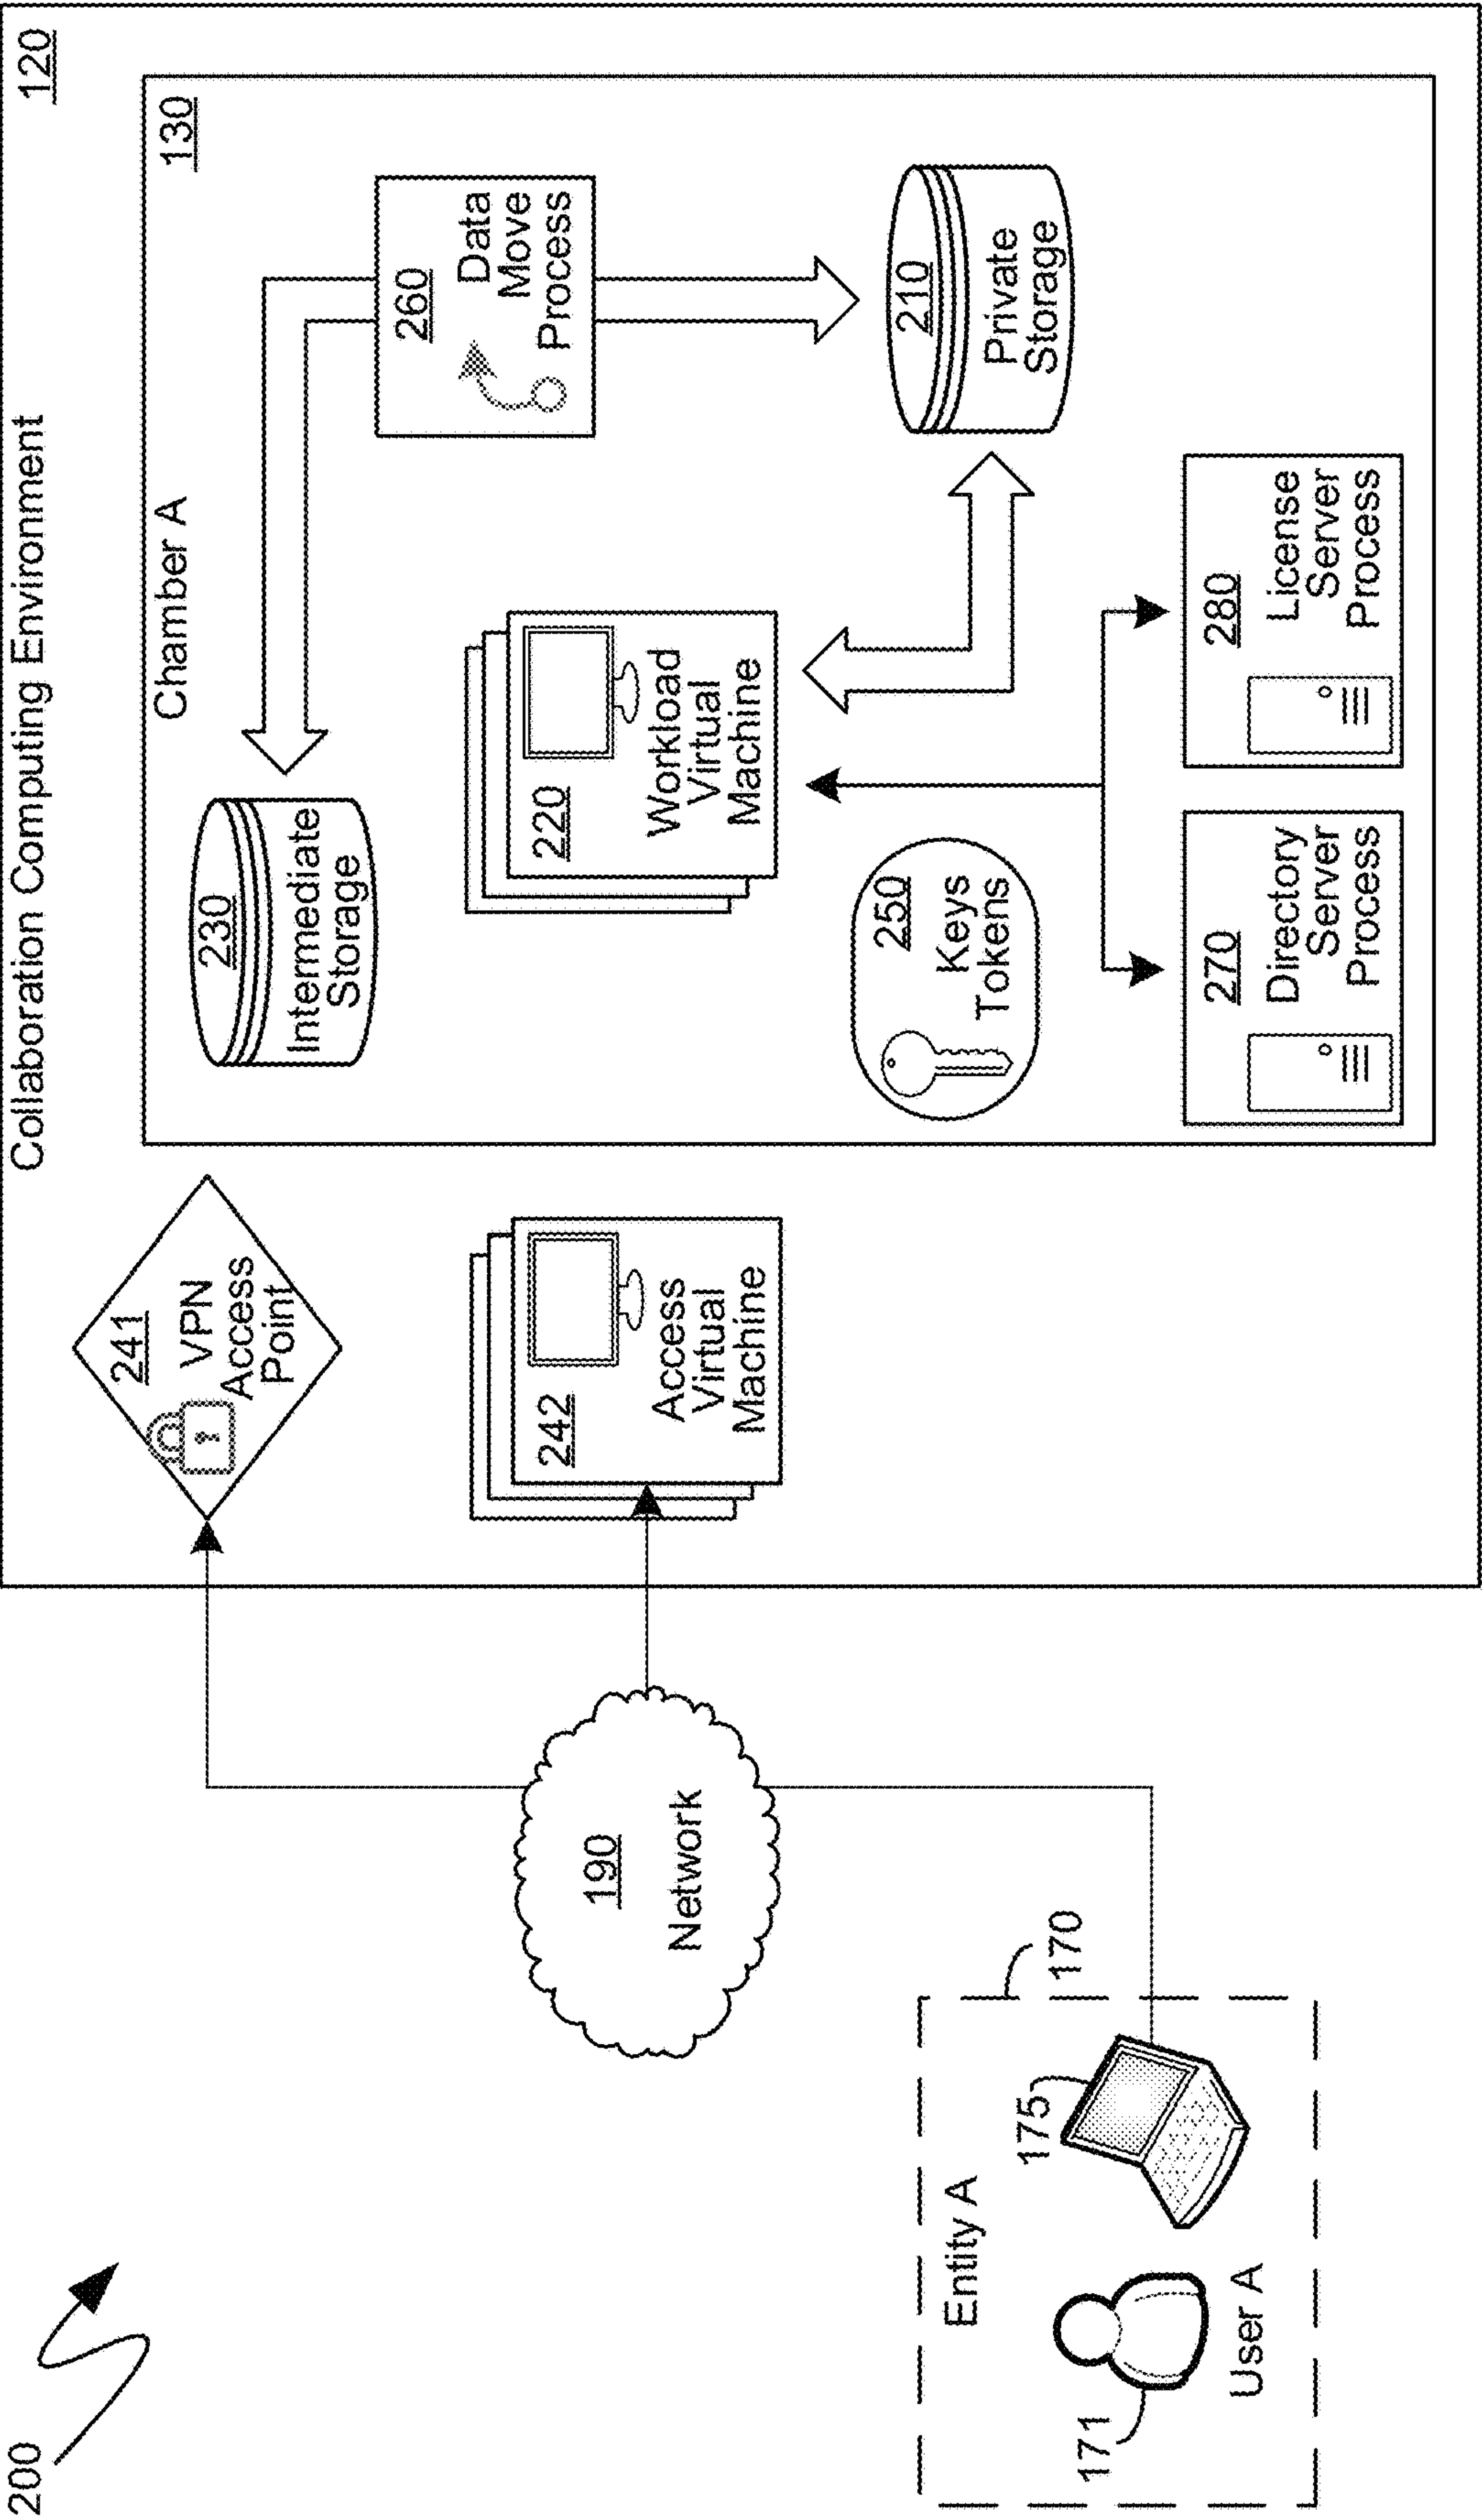 200
Collaboration Computing Environment
120
Chamber A
130
241
VPN
Access
Point
230
Intermediate
Storage
260
Data
Move
Process
242
Access
Virtual
Machine
220
Workload
Virtual
Machine
190
Network
250
Keys
Tokens
210
Private
Storage
Entity A
170
175
171
User A
270
Directory
Server
Process
280
License
Server
Process